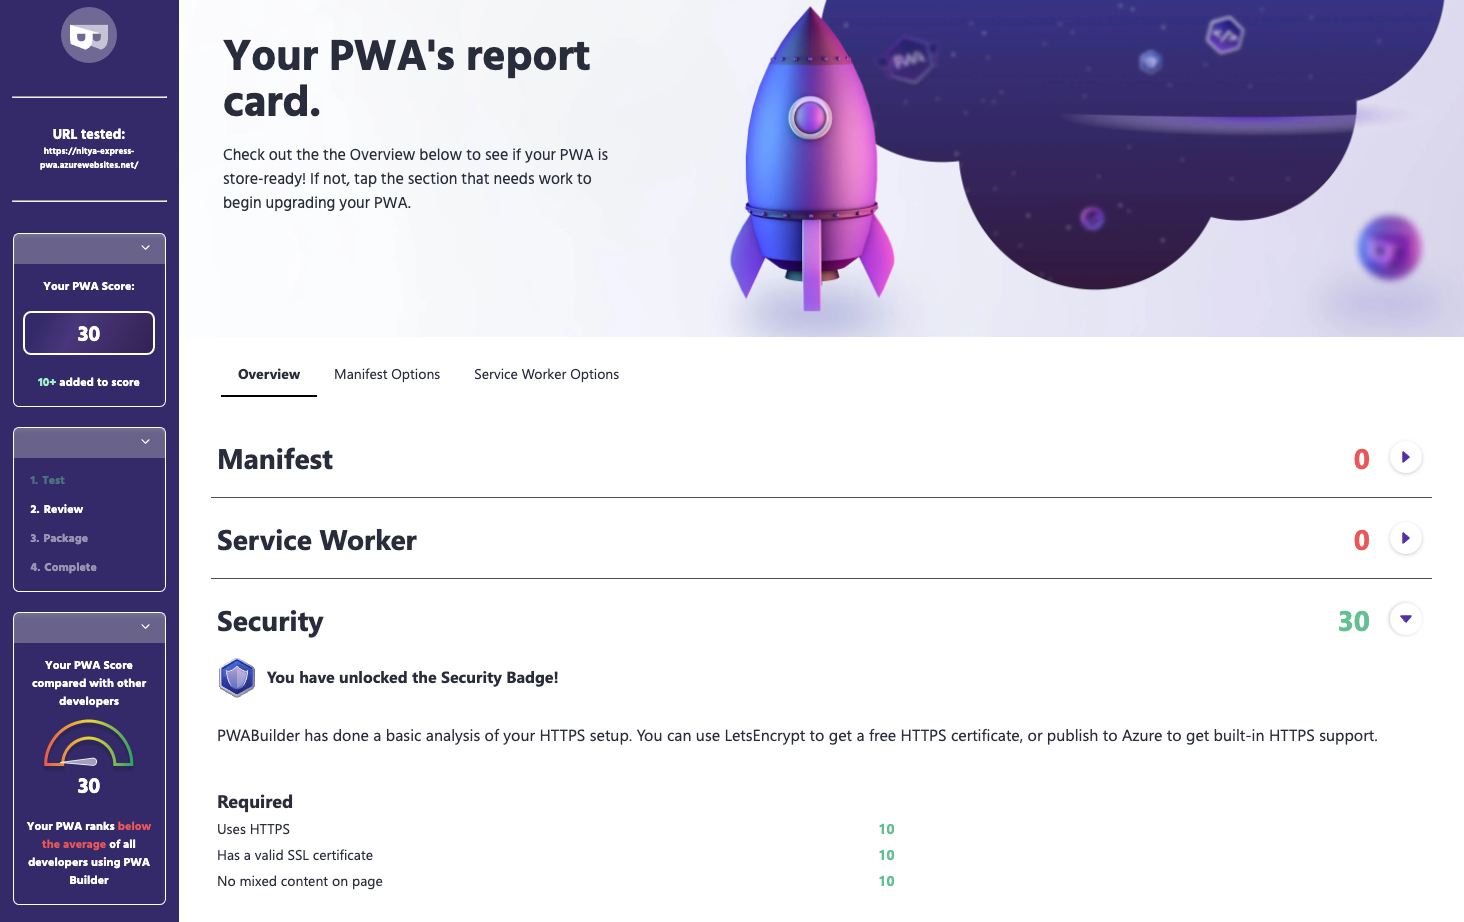 URL tested:
https://nitya-express-
pwa.azurewebsites.net/
Your PWA Score:
30
10+ added to score
1. Test
2. Review
3. Package
4. Complete
Your PWA Score
compared with other
developers
30
Your PWA ranks below
the average of all
developers using PWA
Builder
Your PWA's report
card.
Check out the the Overview below to see if your PWA is
store-ready! If not, tap the section that needs work to
begin upgrading your PWA.
PWA
</>
Overview Manifest Options Service Worker Options
Manifest 0
Service Worker 0
Security 30
You have unlocked the Security Badge!
PWABuilder has done a basic analysis of your HTTPS setup. You can use LetsEncrypt to get a free HTTPS certificate, or publish to Azure to get built-in HTTPS support.
Required
Uses HTTPS 10
Has a valid SSL certificate 10
No mixed content on page 10